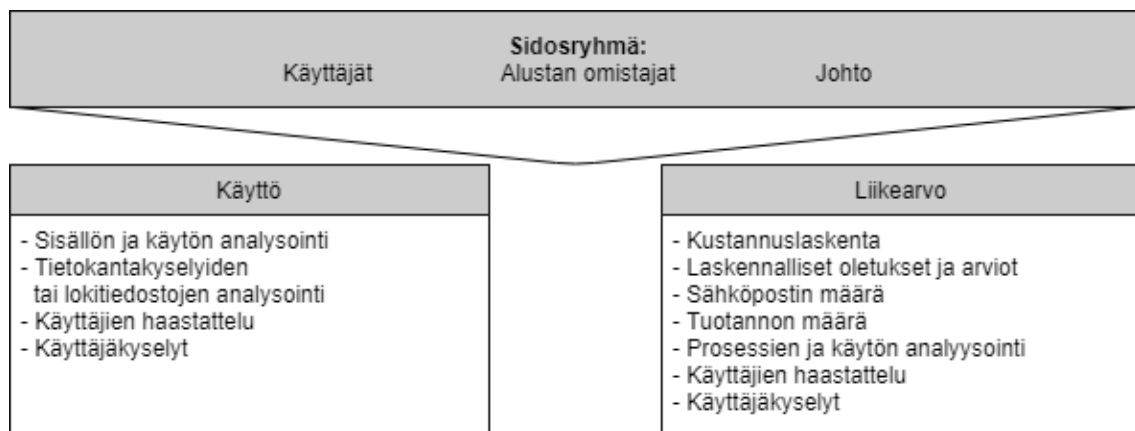 Sidosryhmä:
Käyttäjät Alustan omistajat Johto
Käyttö
- Sisällön ja käytön analysointi
- Tietokantakyselyiden
tai lokitiedostojen analysointi
- Käyttäjien haastattelu
- Käyttäjäkyselyt
Liikearvo
- Kustannuslaskenta
- Laskennalliset oletukset ja arviot
- Sähköpostin määrä
- Tuotannon määrä
- Prosessien ja käytön analyysointi
- Käyttäjien haastattelu
- Käyttäjäkyselyt